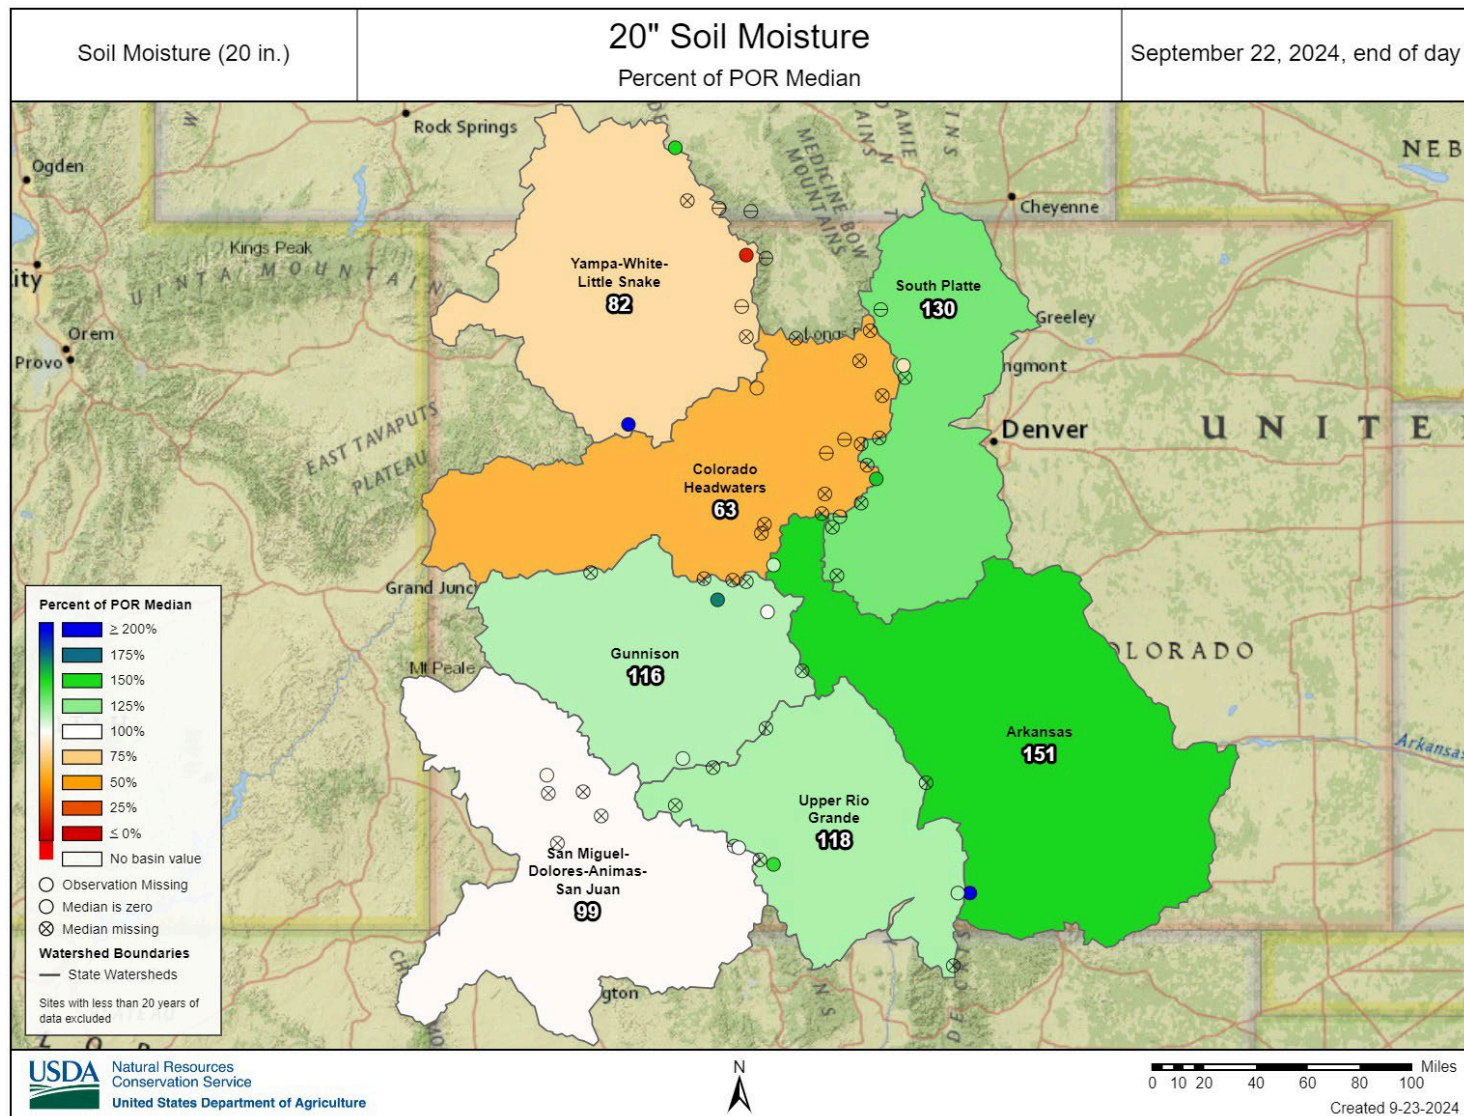 Soil Moisture (20 in.)
20" Soil Moisture
Percent of POR Median
September 22, 2024, end of day
Rock Springs
Ogden
NEB
MEDICINE BOW
MOUNTAINS
Cheyenne
Kings Peak
UINTA MOUNTAIN
City
Yampa-White-
Little Snake
82
South Platte
130
Greeley
Orem
Provo
Longs
ngmont
EAST TAVAPUTS
PLATEAU
Denver
UNITE
Colorado
Headwaters
63
Grand Junc
Percent of POR Median
≥ 200%
175%
150%
125%
100%
75%
50%
25%
≤ 0%
No basin value
Observation Missing
Median is zero
Median missing
Watershed Boundaries
State Watersheds
Sites with less than 20 years of
data excluded
Mt Peale
Gunnison
116
OLORADO
Arkansas
151
Arkansas
Upper Rio
Grande
118
San Miguel-
Dolores-Animas-
San Juan
99
gton
USDA
Natural Resources
Conservation Service
United States Department of Agriculture
N
Miles
0 10 20 40 60 80 100
Created 9-23-2024